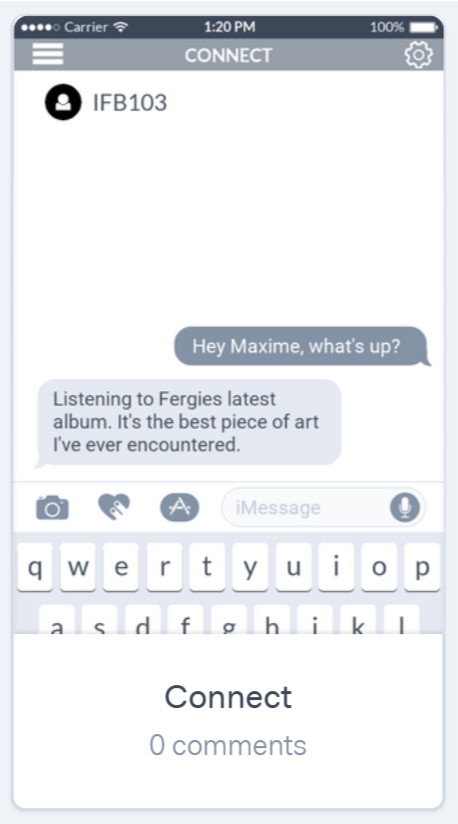 Carrier 1:20 PM 100%
CONNECT
IFB103
Hey Maxime, what's up?
Listening to Fergies latest
album. It's the best piece of art
I've ever encountered.
iMessage
q w e r t y u i o p
a s d f g h j k l
Connect
0 comments